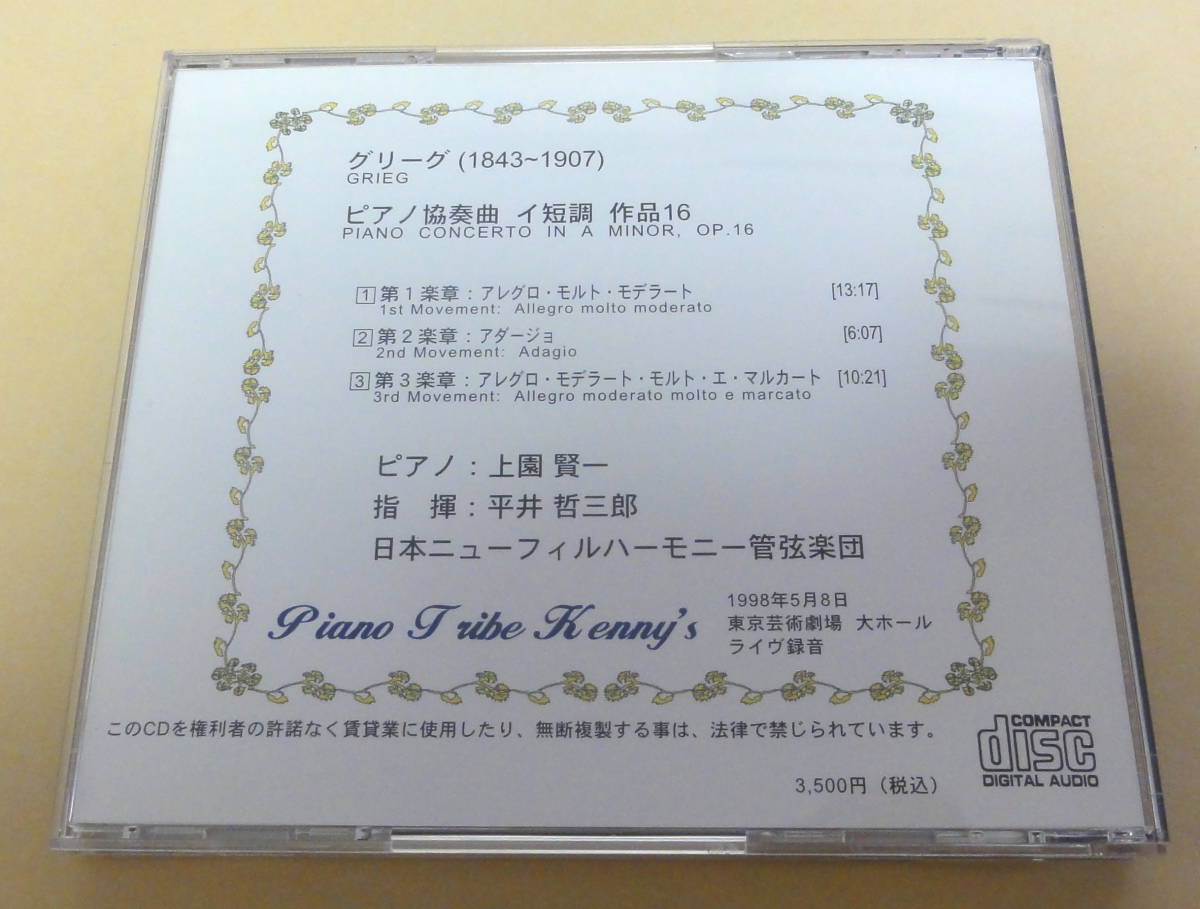 グリーグ (1843~1907)
GRIEG
ピアノ協奏曲 イ短調 作品16
PIANO CONCERTO IN A MINOR, OP.16
1 第1楽章：アレグロ・モルト・モデラート [13:17]
1st Movement: Allegro molto moderato
2 第2楽章：アダージョ [6:07]
2nd Movement: Adagio
3 第3楽章：アレグロ・モデラート・モルト・エ・マルカート [10:21]
3rd Movement: Allegro moderato molto e marcato
ピアノ：上園 賢一
指 揮：平井 哲三郎
日本ニューフィルハーモニー管弦楽団
Piano Tribe Kenny's
1998年5月8日
東京芸術劇場 大ホール
ライヴ録音
このCDを権利者の許諾なく賃貸業に使用したり、無断複製する事は、法律で禁じられています。
COMPACT
disc
DIGITAL AUDIO
3,500円（税込）